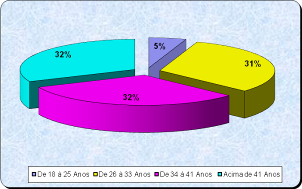 5%
31%
32%
32%
De 18 á 25 Anos De 26 á 33 Anos De 34 á 41 Anos Acima de 41 Anos